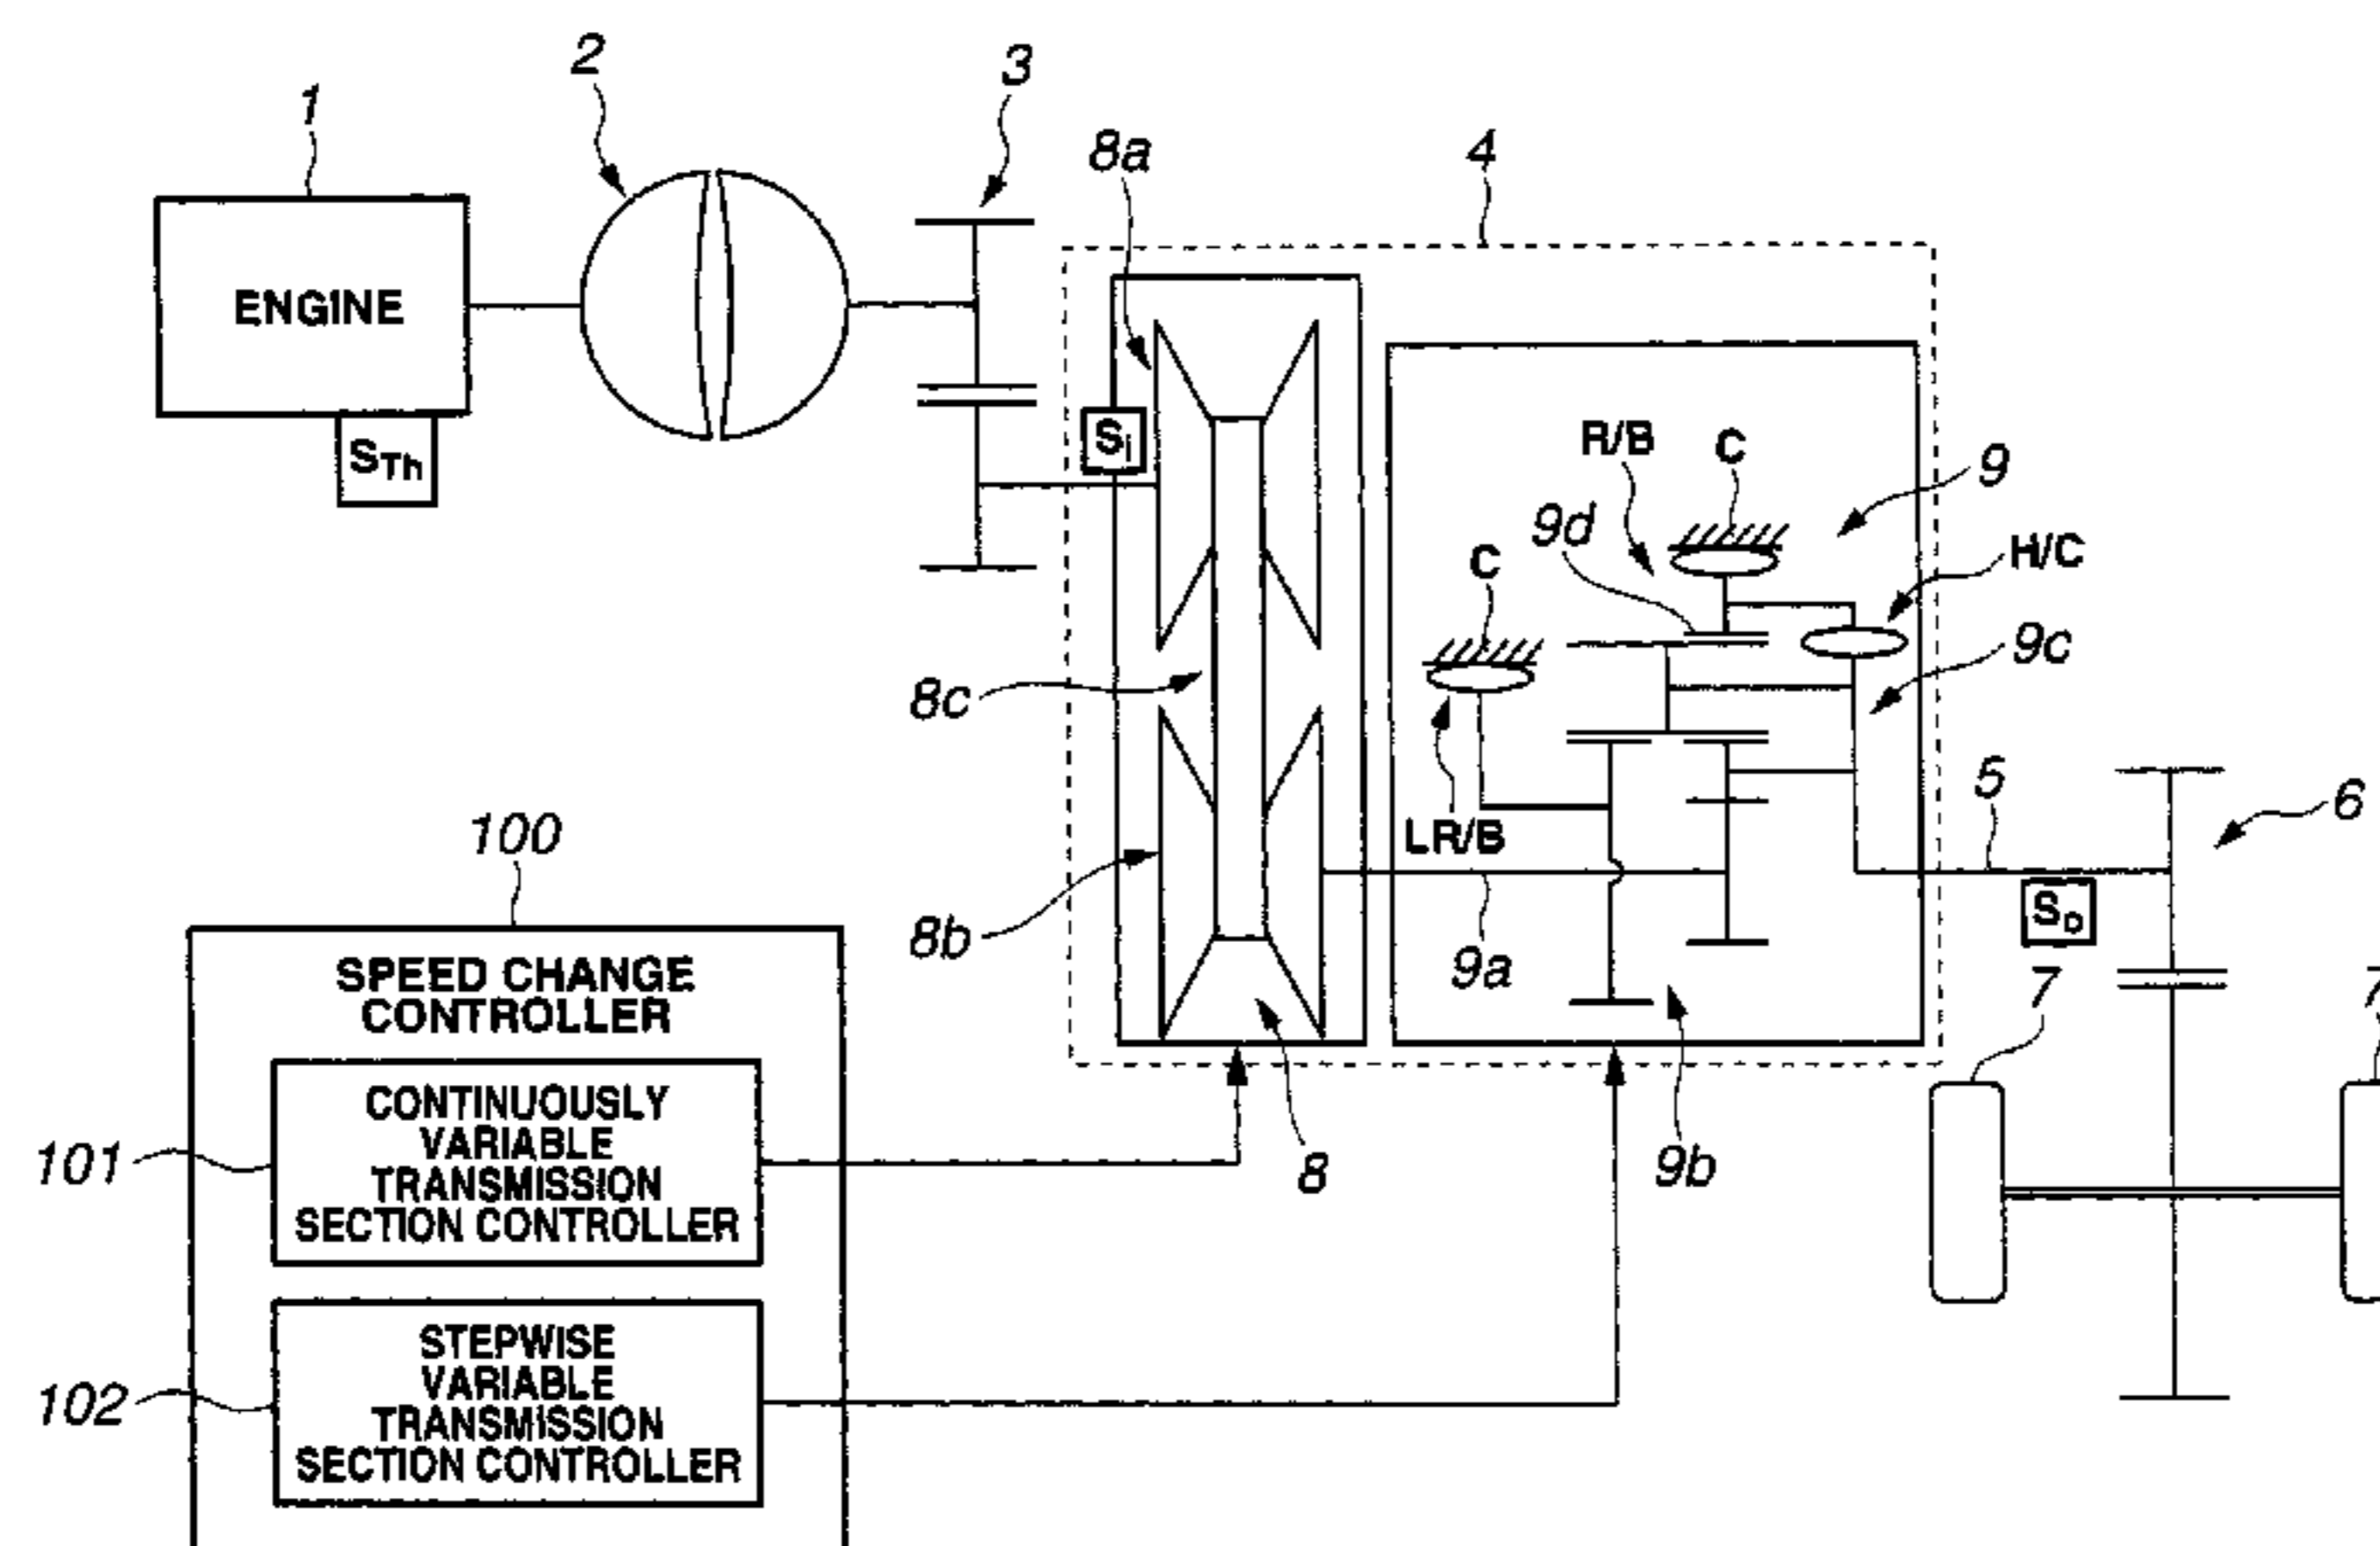 1
2
3
8a
4
ENGINE
STh
Si
R/B
C
9
9d
C
H/C
9c
8c
LR/B
5
6
8b
9a
So
7
7
100
SPEED CHANGE
CONTROLLER
CONTINUOUSLY
VARIABLE
TRANSMISSION
SECTION CONTROLLER
101
8
9b
STEPWISE
VARIABLE
TRANSMISSION
SECTION CONTROLLER
102